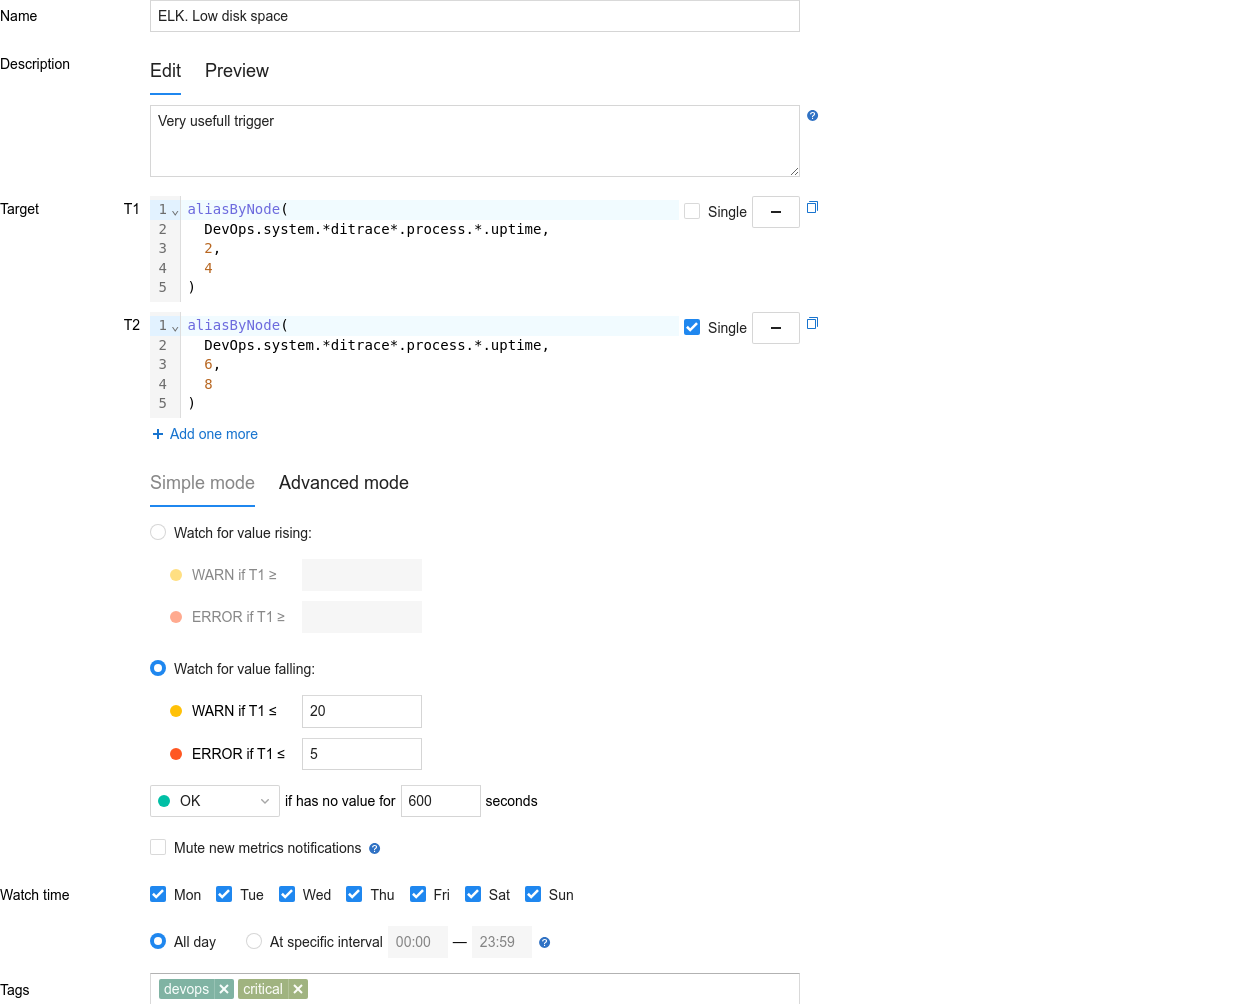 Name ELK. Low disk space
Description Edit Preview
Very usefull trigger
Target T1 1 aliasByNode( Single
2 DevOps.system.*ditrace*.process.*.uptime,
3 2,
4 4
5 )
T2 1 aliasByNode( Single
2 DevOps.system.*ditrace*.process.*.uptime,
3 6,
4 8
5 )
+ Add one more
Simple mode Advanced mode
Watch for value rising:
WARN if T1 ≥
ERROR if T1 ≥
Watch for value falling:
WARN if T1 ≤ 20
ERROR if T1 ≤ 5
OK if has no value for 600 seconds
Mute new metrics notifications ?
Watch time Mon Tue Wed Thu Fri Sat Sun
All day At specific interval 00:00 — 23:59 ?
Tags devops × critical ×